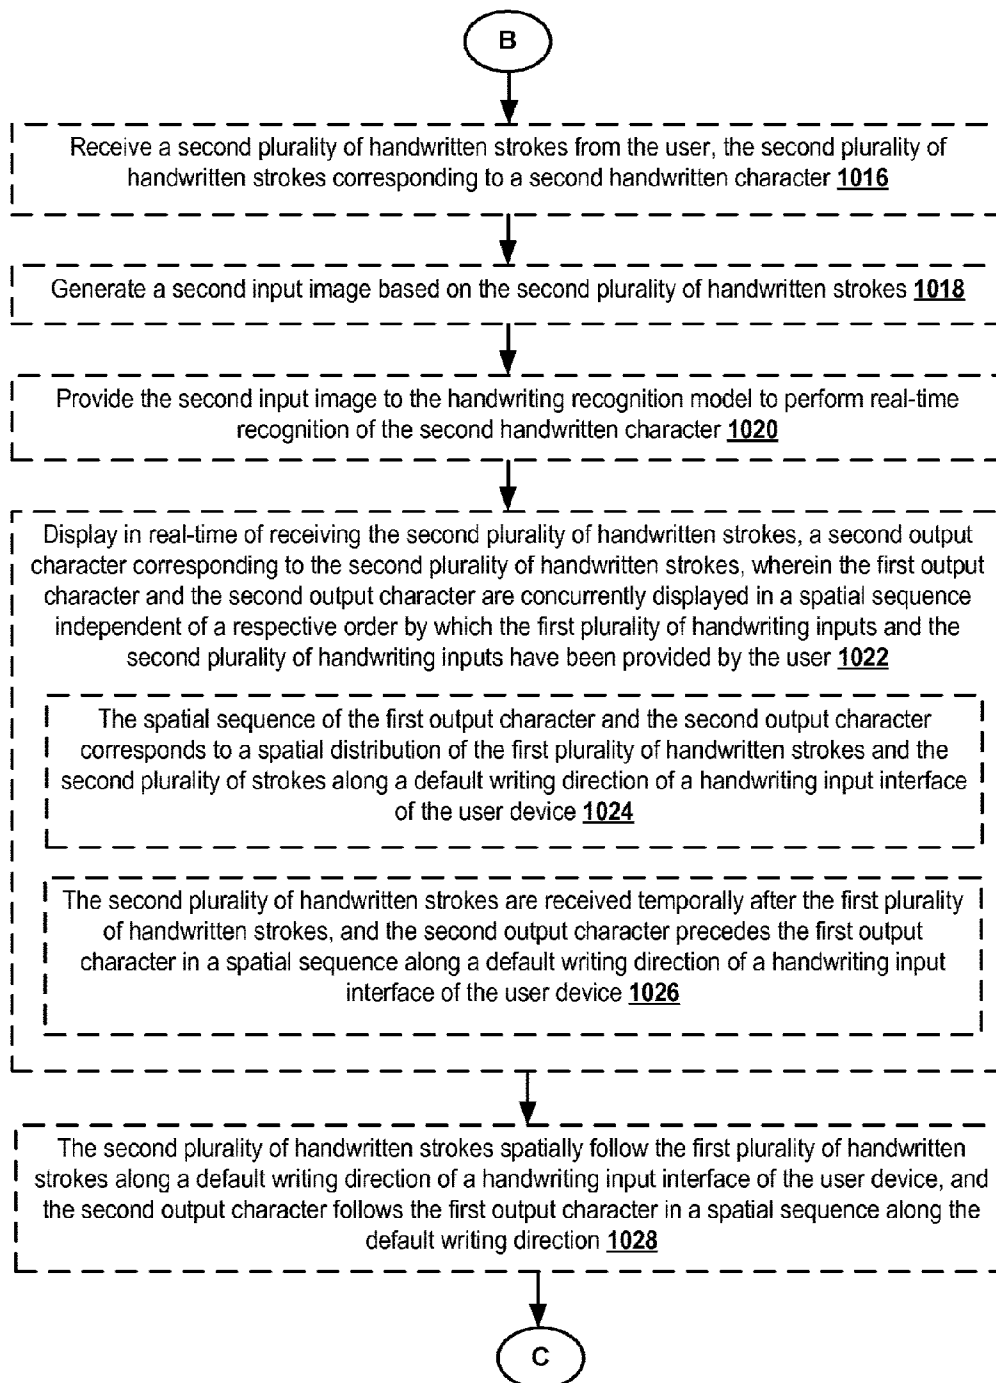 B
Receive a second plurality of handwritten strokes from the user, the second plurality of
handwritten strokes corresponding to a second handwritten character 1016
Generate a second input image based on the second plurality of handwritten strokes 1018
Provide the second input image to the handwriting recognition model to perform real-time
recognition of the second handwritten character 1020
Display in real-time of receiving the second plurality of handwritten strokes, a second output
character corresponding to the second plurality of handwritten strokes, wherein the first output
character and the second output character are concurrently displayed in a spatial sequence
independent of a respective order by which the first plurality of handwriting inputs and the
second plurality of handwriting inputs have been provided by the user 1022
The spatial sequence of the first output character and the second output character
corresponds to a spatial distribution of the first plurality of handwritten strokes and the
second plurality of strokes along a default writing direction of a handwriting input interface
of the user device 1024
The second plurality of handwritten strokes are received temporally after the first plurality
of handwritten strokes, and the second output character precedes the first output
character in a spatial sequence along a default writing direction of a handwriting input
interface of the user device 1026
The second plurality of handwritten strokes spatially follow the first plurality of handwritten
strokes along a default writing direction of a handwriting input interface of the user device, and
the second output character follows the first output character in a spatial sequence along the
default writing direction 1028
C